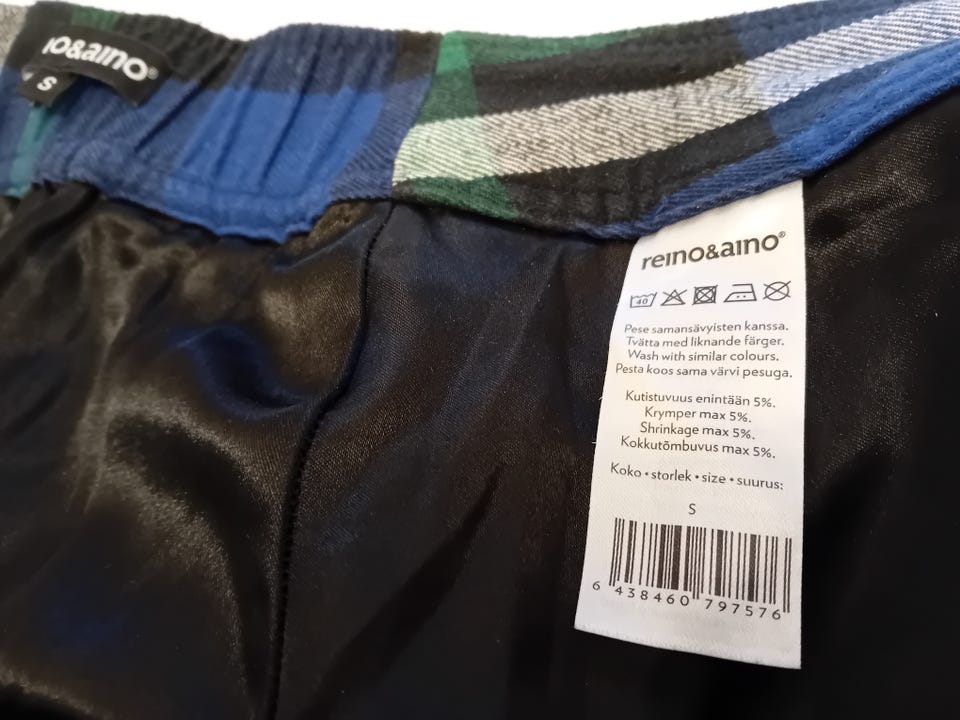 io&aino®
S
reino&aino®
40
Pese samansävyisten kanssa.
Tvätta med liknande färger.
Wash with similar colours.
Pesta koos sama värvi pesuga.
Kutistuvuus enintään 5%.
Krymper max 5%.
Shrinkage max 5%.
Kokkutõmbuvus max 5%.
Koko • storlek • size • suurus:
S
6 438460 797576